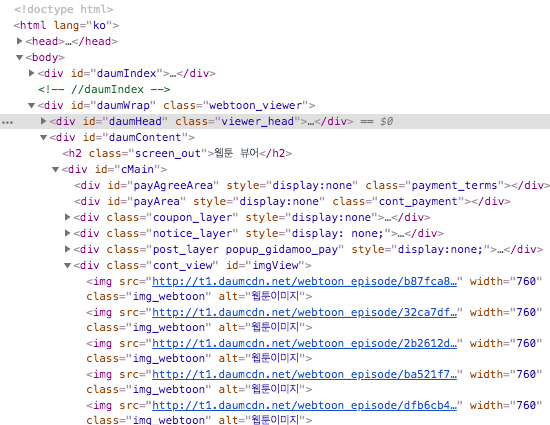 <!doctype html>
<html lang="ko">
<head>…</head>
<body>
<div id="daumIndex">…</div>
<!-- //daumIndex -->
<div id="daumWrap" class="webtoon_viewer">
… <div id="daumHead" class="viewer_head">…</div> == $0
<div id="daumContent">
<h2 class="screen_out">웹툰 뷰어</h2>
<div id="cMain">
<div id="payAgreeArea" style="display:none" class="payment_terms"></div>
<div id="payArea" style="display:none" class="cont_payment"></div>
<div class="coupon_layer" style="display:none">…</div>
<div class="notice_layer" style="display: none;">…</div>
<div class="post_layer popup_gidamoo_pay" style="display:none;">…</div>
<div class="cont_view" id="imgView">
<img src="http://t1.daumcdn.net/webtoon_episode/b87fca8…" width="760"
class="img_webtoon" alt="웹툰이미지">
<img src="http://t1.daumcdn.net/webtoon_episode/32ca7df…" width="760"
class="img_webtoon" alt="웹툰이미지">
<img src="http://t1.daumcdn.net/webtoon_episode/2b2612d…" width="760"
class="img_webtoon" alt="웹툰이미지">
<img src="http://t1.daumcdn.net/webtoon_episode/ba521f7…" width="760"
class="img_webtoon" alt="웹툰이미지">
<img src="http://t1.daumcdn.net/webtoon_episode/dfb6cb4…" width="760"
class="img_webtoon" alt="웹툰이미지">